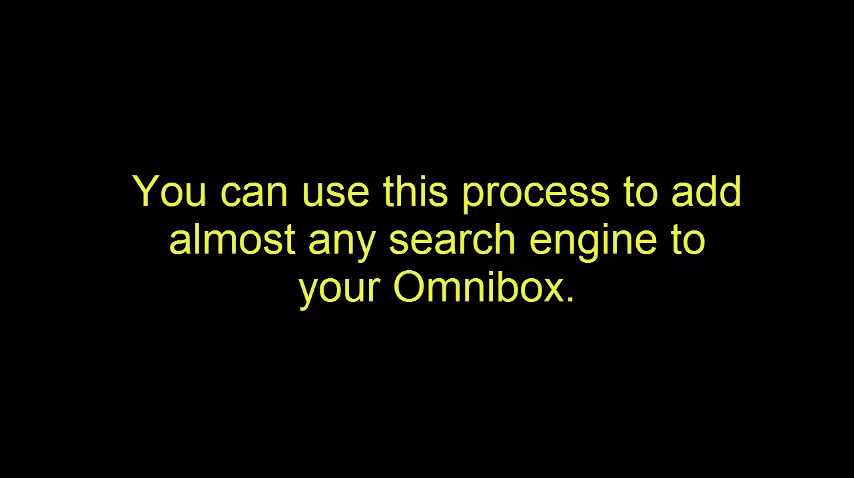 You can use this process to add
almost any search engine to
your Omnibox.